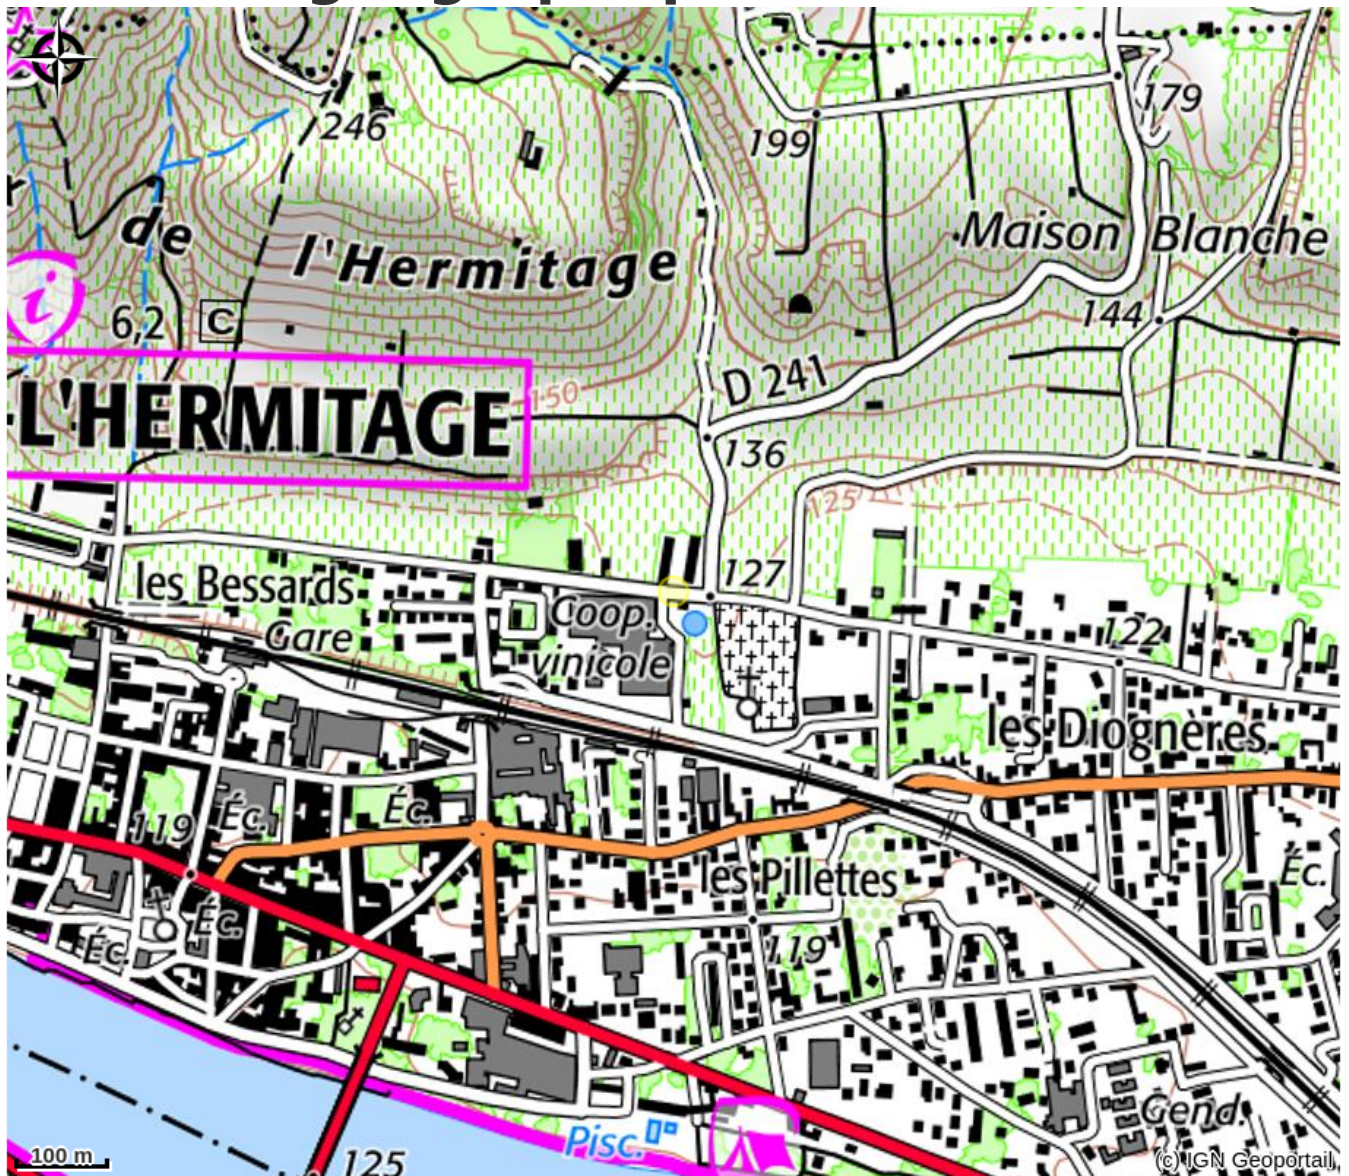 246
179
199
de
l'Hermitage
Maison Blanche
i
6,2
C
144
D 241
L'HERMITAGE
150
136
125
127
les Bessards
Coop.
vinicole
Gare
122
les Diognères
119
Éc.
Éc.
les Pillettes
Éc.
Éc.
Éc.
119
Gend.
Pisc.
125
100 m
(c) IGN Geoportail